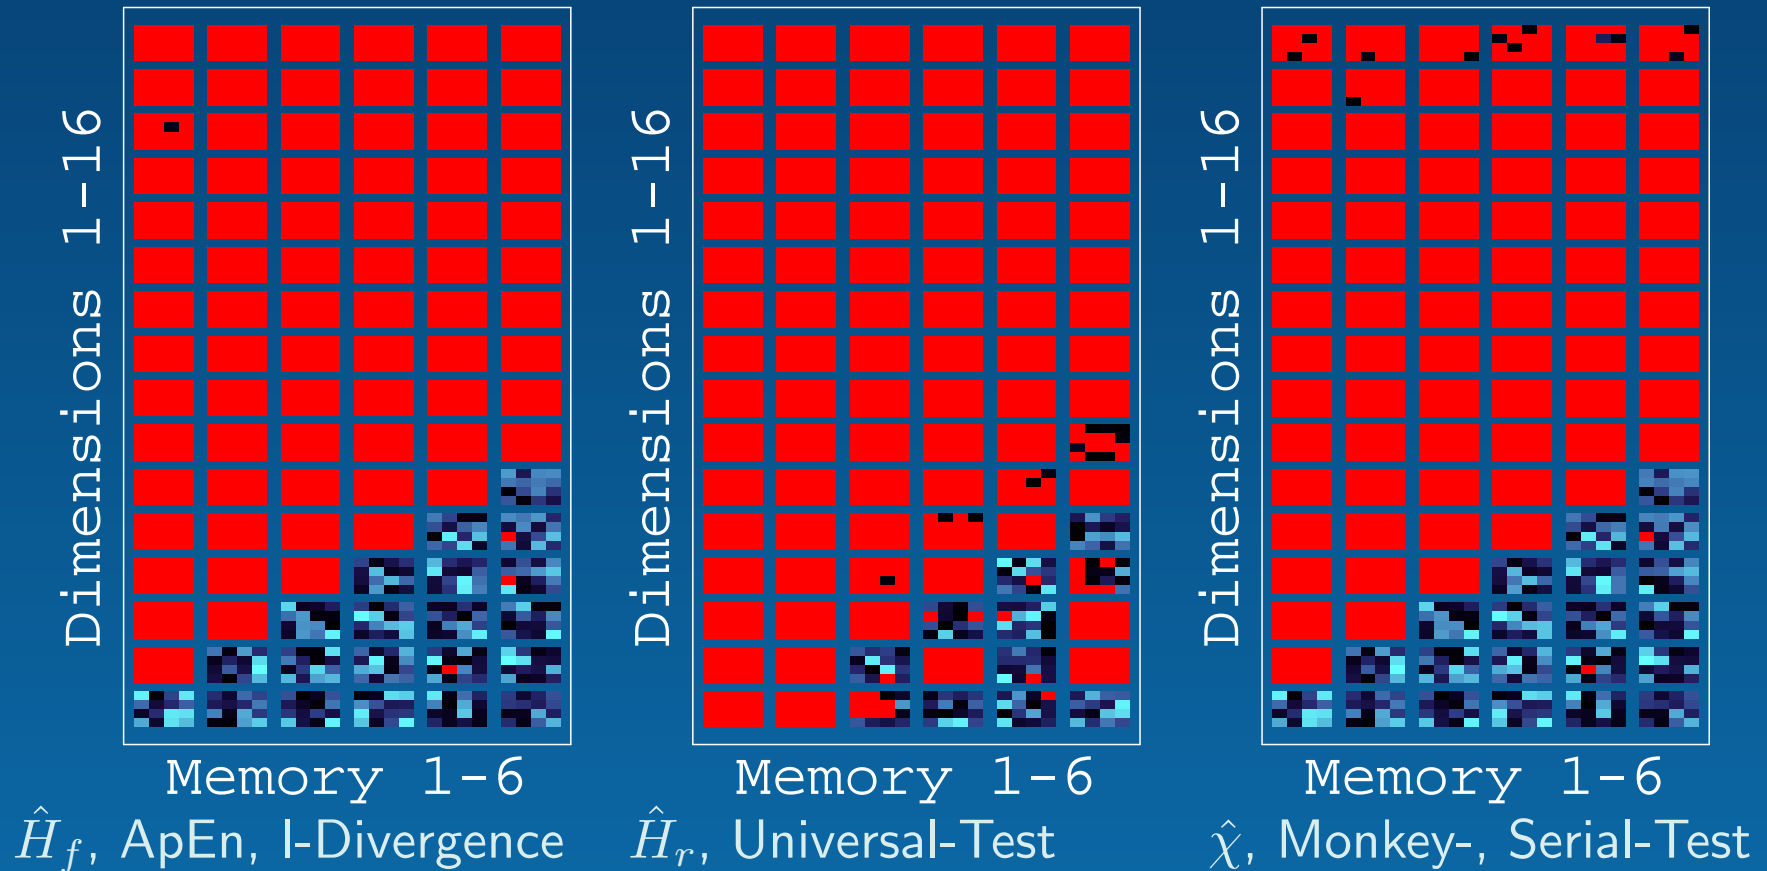 Dimensions 1-16
Memory 1-6
Ĥ_f, ApEn, I-Divergence
Dimensions 1-16
Memory 1-6
Ĥ_r, Universal-Test
Dimensions 1-16
Memory 1-6
χ̂, Monkey-, Serial-Test